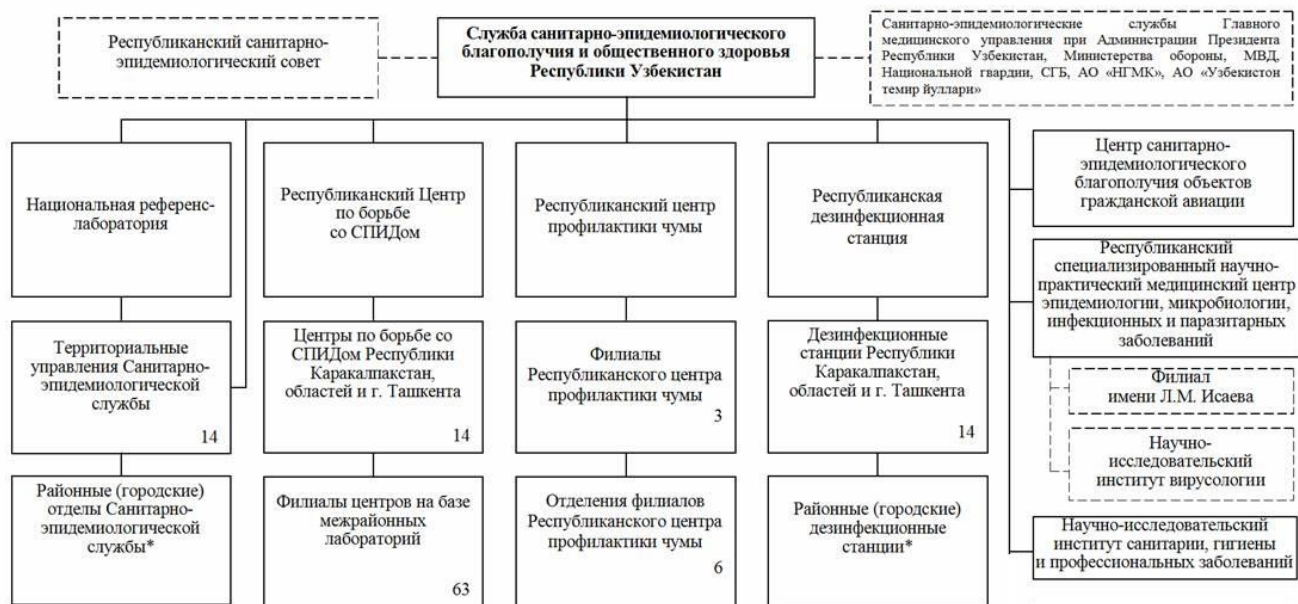 Республиканский санитарно-
эпидемиологический совет
Служба санитарно-эпидемиологического
благополучия и общественного здоровья
Республики Узбекистан
Санитарно-эпидемиологические службы Главного
медицинского управления при Администрации Президента
Республики Узбекистан, Министерства обороны, МВД,
Национальной гвардии, СГБ, АО «НГМК», АО «Узбекистон
темир йуллари»
Национальная референс-
лаборатория
Республиканский Центр
по борьбе
со СПИДом
Республиканский центр
профилактики чумы
Республиканская
дезинфекционная
станция
Центр санитарно-
эпидемиологического
благополучия объектов
гражданской авиации
Республиканский
специализированный научно-
практический медицинский центр
эпидемиологии, микробиологии,
инфекционных и паразитарных
заболеваний
Территориальные
управления Санитарно-
эпидемиологической
службы
14
Центры по борьбе со
СПИДом Республики
Каракалпакстан,
областей и г. Ташкента
14
Филиалы
Республиканского центра
профилактики чумы
3
Дезинфекционные
станции Республики
Каракалпакстан,
областей и г. Ташкента
14
Филиал
имени Л.М. Исаева
Научно-
исследовательский
институт вирусологии
Районные (городские)
отделы Санитарно-
эпидемиологической
службы*
Филиалы центров на базе
межрайонных
лабораторий
63
Отделения филиалов
Республиканского центра
профилактики чумы
6
Районные (городские)
дезинфекционные
станции*
Научно-исследовательский
институт санитарии, гигиены
и профессиональных заболеваний